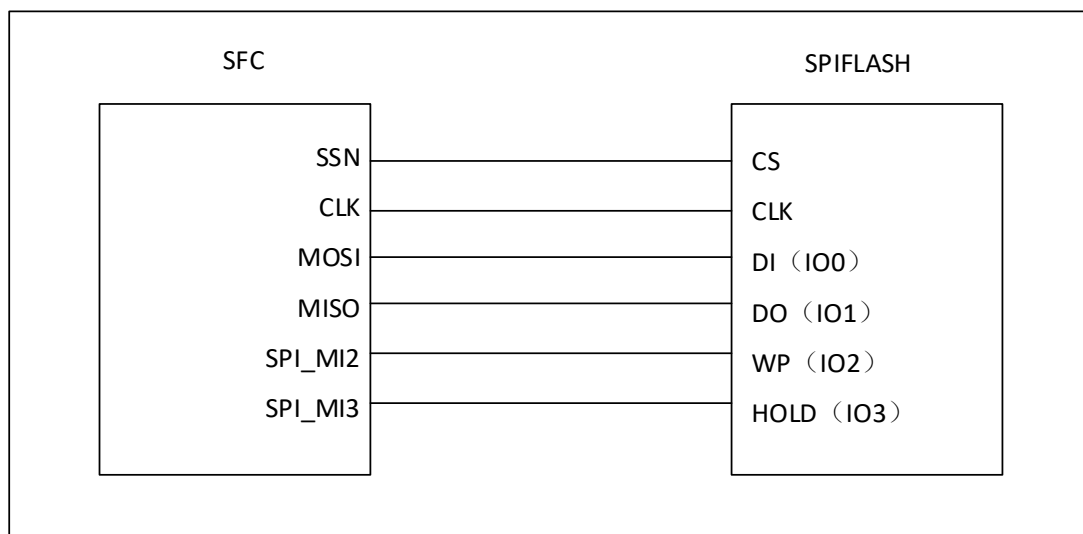 SFC
SPIFLASH
SSN
CS
CLK
CLK
MOSI
DI（IO0）
MISO
DO（IO1）
SPI_MI2
WP（IO2）
SPI_MI3
HOLD（IO3）